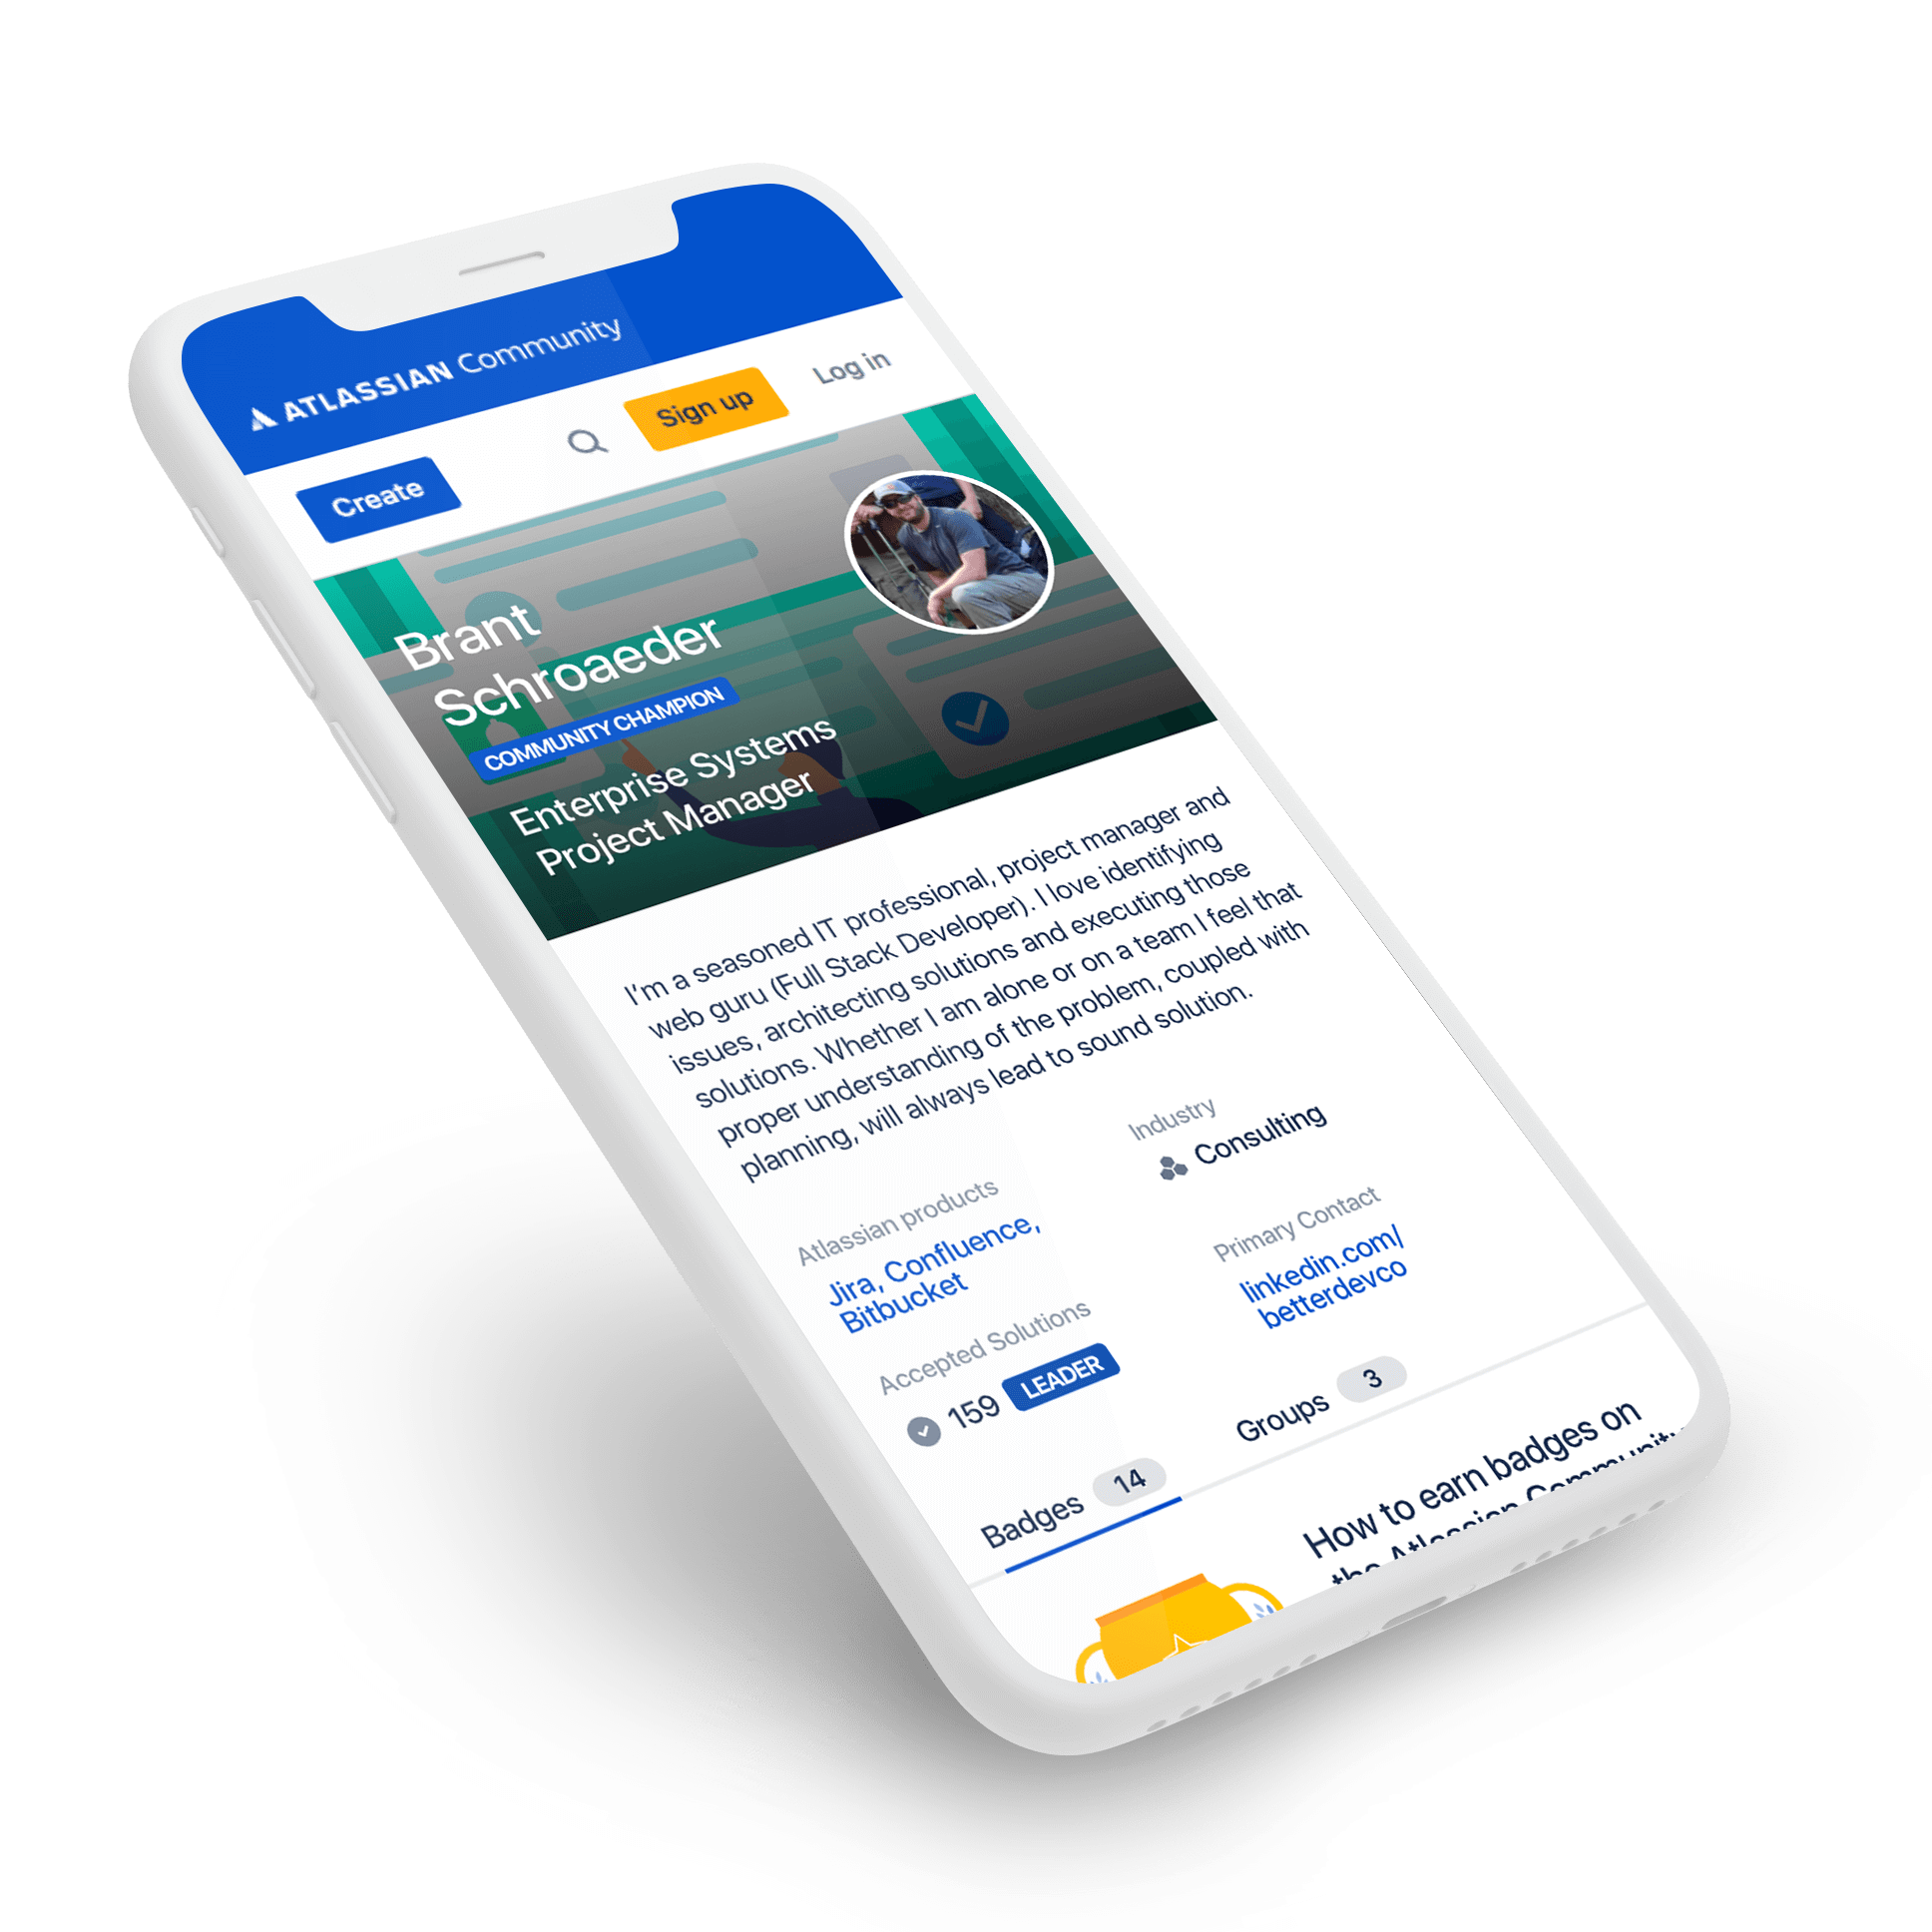 ATLASSIAN Community
Create
Sign up
Log in
Brant
Schroaeder
COMMUNITY CHAMPION
Enterprise Systems
Project Manager
I'm a seasoned IT professional, project manager and
web guru (Full Stack Developer). I love identifying
issues, architecting solutions and executing those
solutions. Whether I am alone or on a team I feel that
proper understanding of the problem, coupled with
planning, will always lead to sound solution.
Atlassian products
Jira, Confluence,
Bitbucket
Industry
Consulting
Accepted Solutions
159 LEADER
Primary Contact
linkedin.com/
betterdevco
Badges 14
Groups 3
How to earn badges on
the Atlassian Community